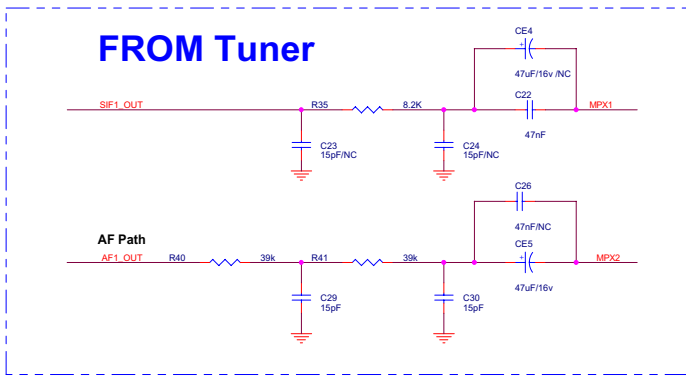 FROM Tuner
CE4
47uF/16v /NC
SIF1_OUT
R35
8.2K
C22
MPX1
47nF
C23
15pF/NC
C24
15pF/NC
C26
47nF/NC
AF Path
AF1_OUT
R40
39k
R41
39k
CE5
MPX2
47uF/16v
C29
15pF
C30
15pF